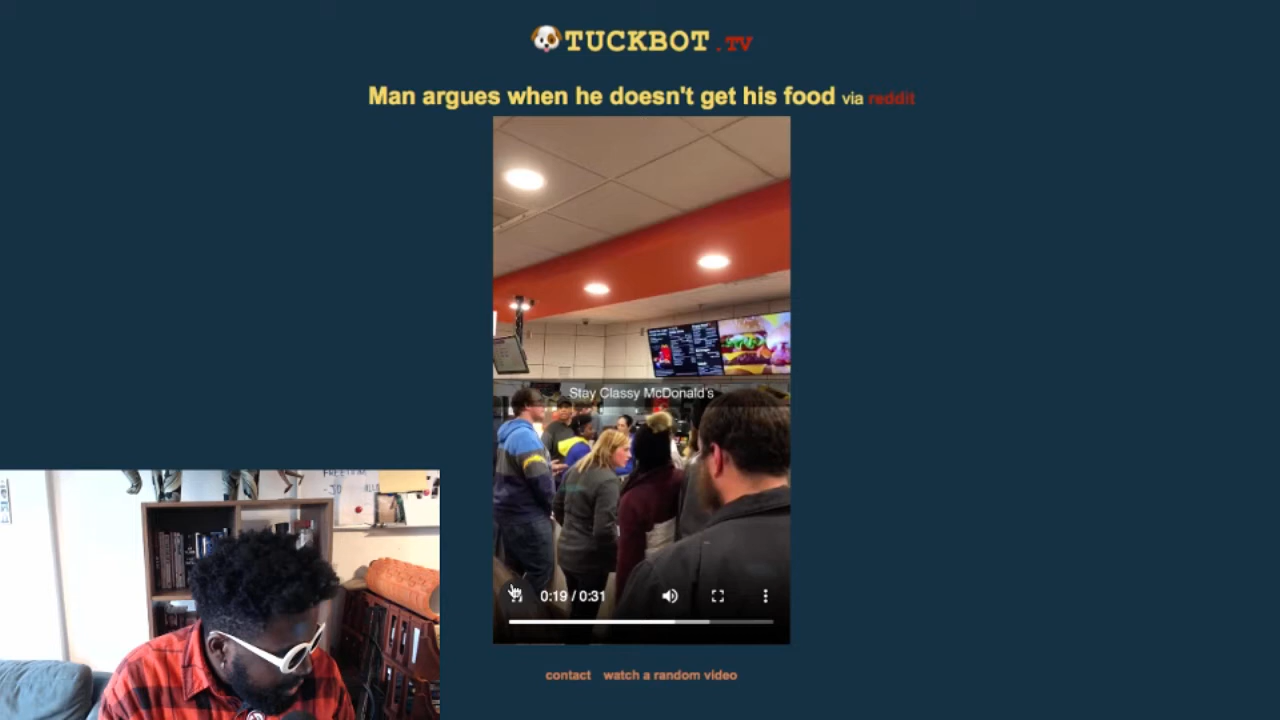 TUCKBOT.TV
Man argues when he doesn't get his food via reddit
Stay Classy McDonald's
0:19 / 0:31
contact watch a random video
FREEDOM